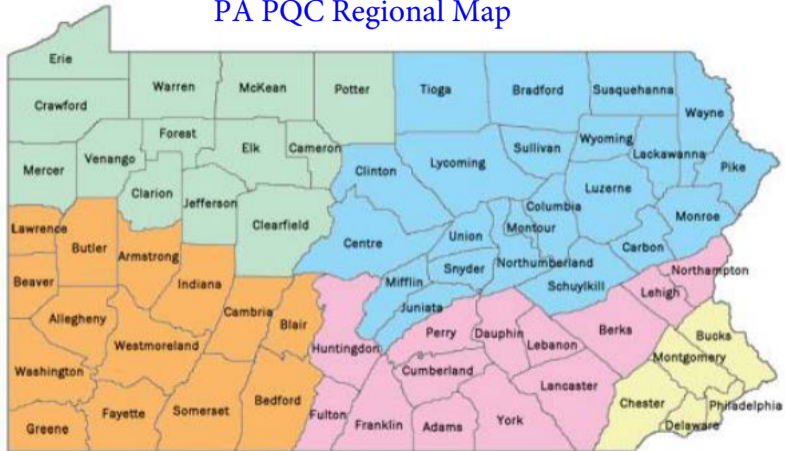 PA PQC Regional Map
Erie
Warren
McKean
Potter
Tioga
Bradford
Susquehanna
Crawford
Wayne
Forest
Elk
Cameron
Sullivan
Wyoming
Lackawanna
Mercer
Venango
Clinton
Lycoming
Pike
Clarion
Jefferson
Luzerne
Columbia
Monroe
Clearfield
Lawrence
Butler
Armstrong
Centre
Union
Montour
Carbon
Beaver
Indiana
Mifflin
Snyder
Northumberland
Schuylkill
Northampton
Lehigh
Allegheny
Cambria
Blair
Juniata
Westmoreland
Huntingdon
Perry
Dauphin
Lebanon
Berks
Bucks
Montgomery
Washington
Cumberland
Lancaster
Bedford
Somerset
Fayette
Greene
Fulton
Franklin
Adams
York
Chester
Philadelphia
Delaware